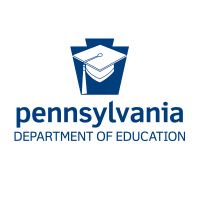 pennsylvania
DEPARTMENT OF EDUCATION